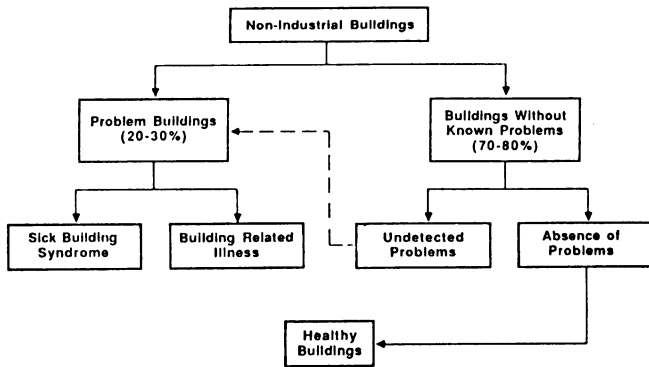 Non-Industrial Buildings
Problem Buildings
(20-30%)
Buildings Without
Known Problems
(70-80%)
Sick Building
Syndrome
Building Related
Illness
Undetected
Problems
Absence of
Problems
Healthy
Buildings